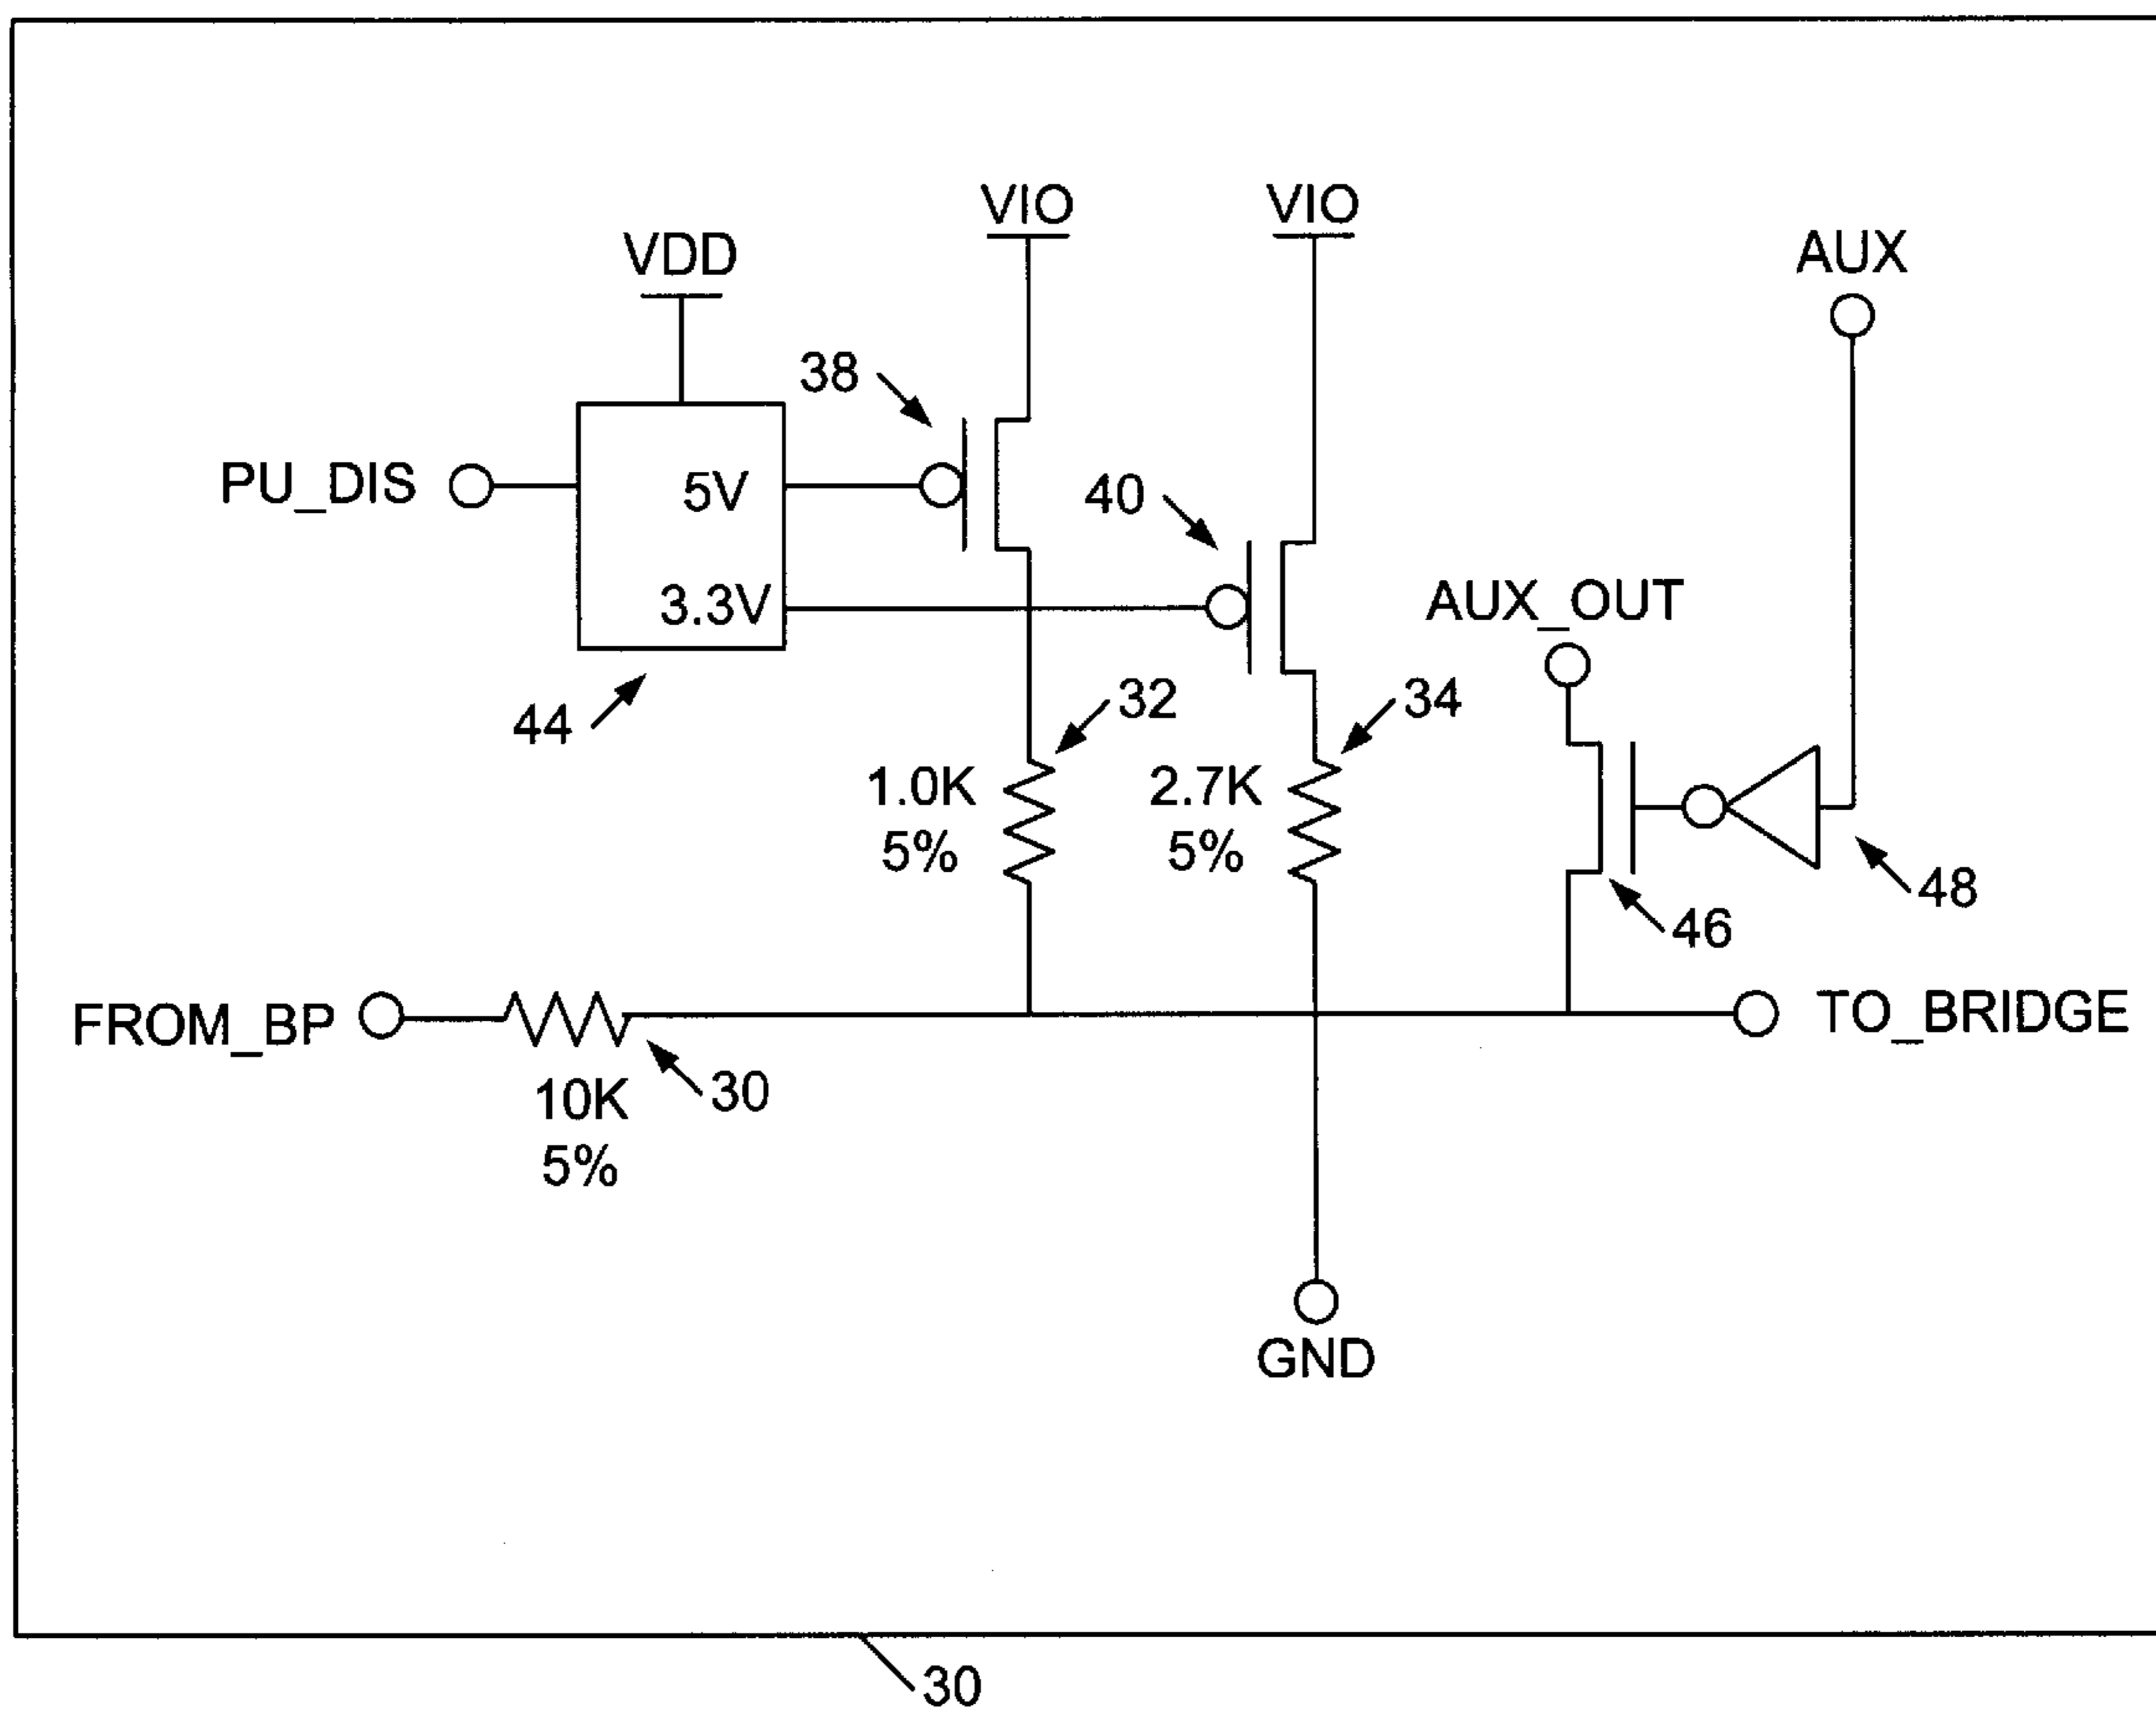 VIO
VIO
VDD
AUX
38
PU_DIS
5V
40
3.3V
AUX_OUT
44
32
34
1.0K
5%
2.7K
5%
48
46
FROM_BP
TO_BRIDGE
10K
5%
30
GND
30